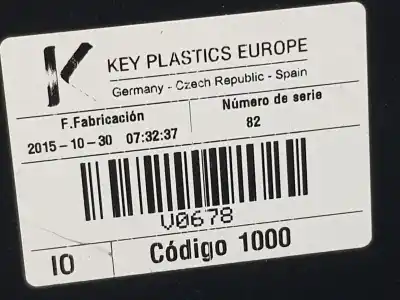 K
KEY PLASTICS EUROPE
Germany - Czech Republic - Spain
F.Fabricación
Número de serie
2015-10-30 07:32:37
82
V0678
IO
Código 1000